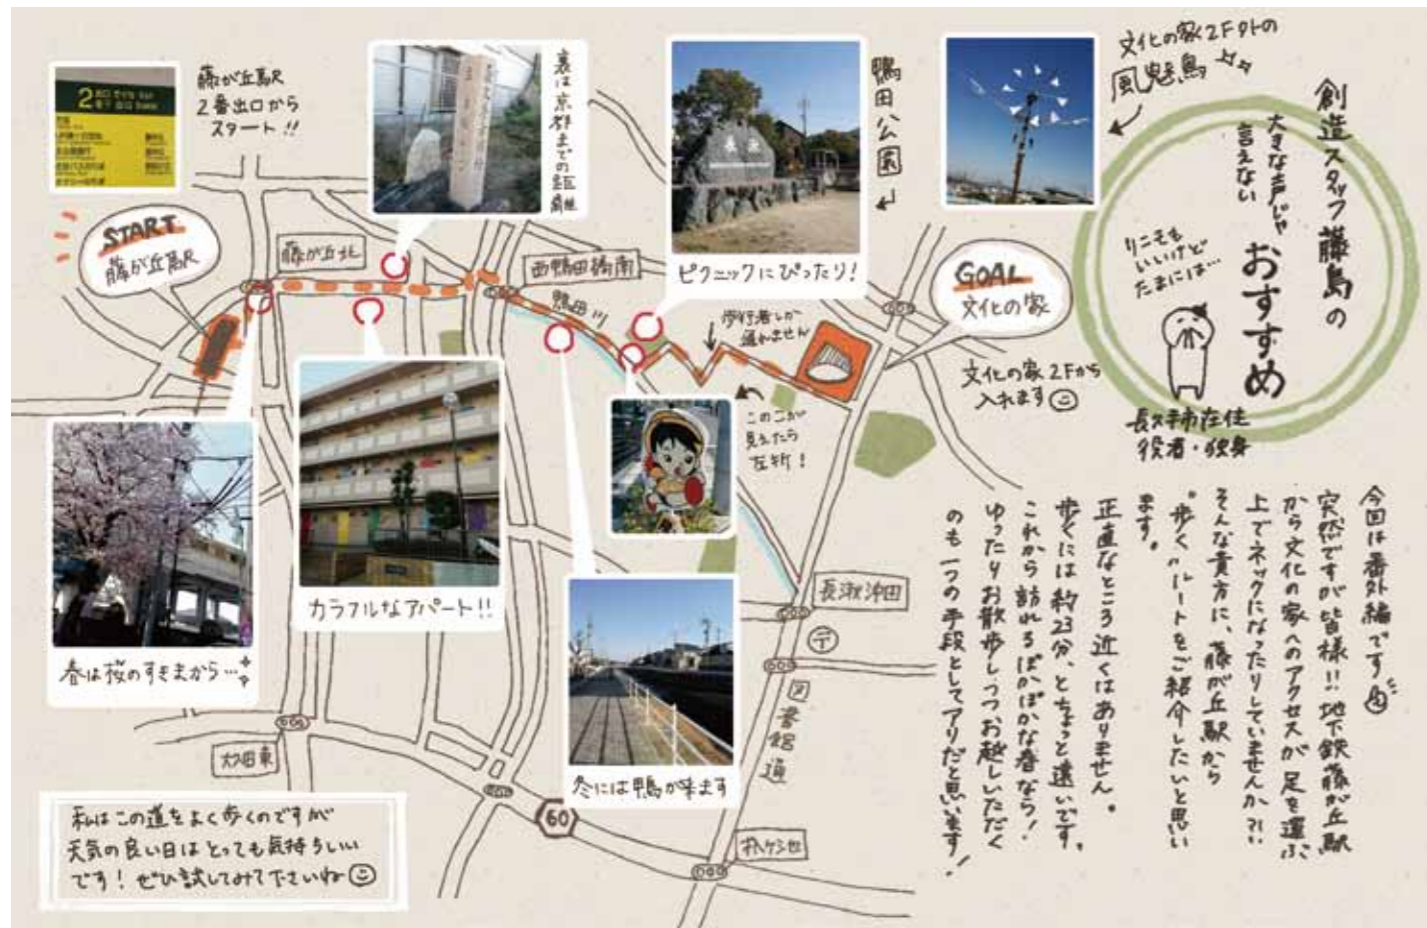 創造スタッフ藤島の
大きな声じゃ
言えない
おすすめ
りこもも
いいけど
たまには…
長久手市在住
役者・独身
今回は番外編です
突然ですが皆様!!地下鉄藤が丘駅
から文化の家へのアクセスが足を運ぶ
上でネックになったりしていませんか?!!
そんな貴方に、藤が丘駅から
“歩くルート”をご紹介したいと思い
ます。
正直なところ近くはありません。
歩くには約23分、とちょっと遠いです。
これから訪れるぽかぽかな春なら!
ゆったりお散歩しつつお越しいただく
のも一つの手段としてアリだと思います!
文化の家2F外の
風魅鳥
鴨田公園
ピクニックにぴったり!
裏は京都までの距離
藤が丘駅
2番出口から
スタート!!
2
START
藤が丘駅
藤が丘北
西鴨田橋南
鴨田川
歩行者しか
通れません
GOAL
文化の家
文化の家2Fから
入れます
このこが
見えたら
左折!
カラフルなアパート!!
春は桜のすきまから…
冬には鴨が来ます
長湫沖田
〒
図書館通
60
私はこの道をよく歩くのですが
天気の良い日はとっても気持ちいい
です!ぜひ試してみて下さいね